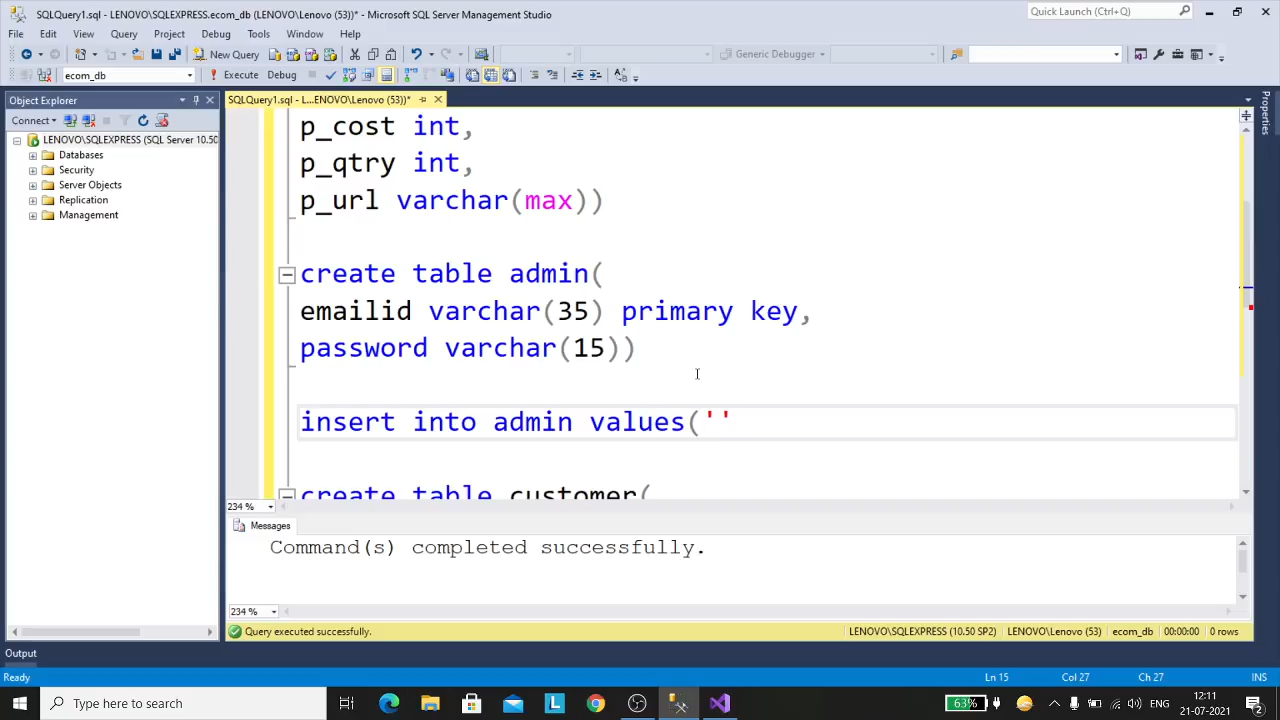 SQLQuery1.sql - LENOVO\SQLEXPRESS.ecom_db (LENOVO\Lenovo (53))* - Microsoft SQL Server Management Studio
Quick Launch (Ctrl+Q)
File Edit View Query Project Debug Tools Window Help
New Query
Generic Debugger
ecom_db
Execute Debug
Object Explorer
SQLQuery1.sql - L...ENOVO\Lenovo (53))*
Connect
LENOVO\SQLEXPRESS (SQL Server 10.50
Databases
Security
Server Objects
Replication
Management
p_cost int,
p_qtry int,
p_url varchar(max))
create table admin(
emailid varchar(35) primary key,
password varchar(15))
insert into admin values(''
create table customer(
234 %
Messages
Command(s) completed successfully.
234 %
Query executed successfully.
LENOVO\SQLEXPRESS (10.50 SP2) LENOVO\Lenovo (53) ecom_db 00:00:00 0 rows
Properties
Output
Ready
Ln 15 Col 27 Ch 27 INS
Type here to search
63%
ENG
12:11
21-07-2021
2